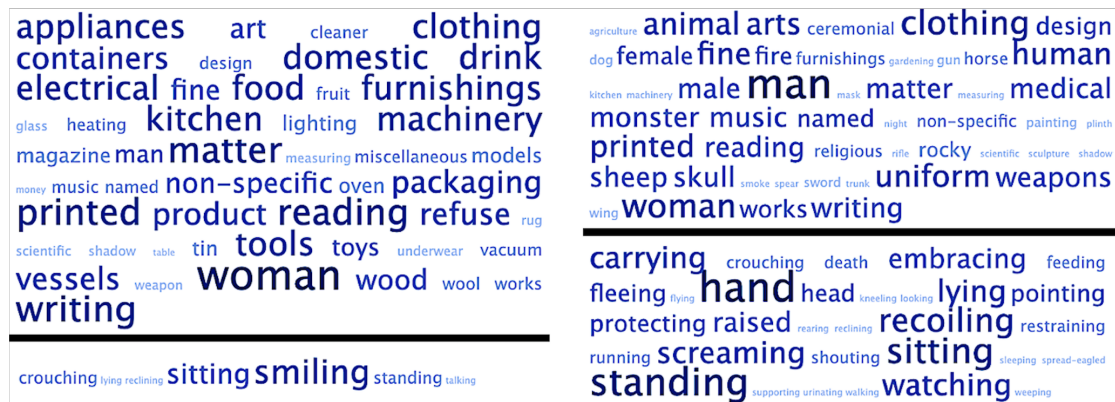 appliances art cleaner clothing
containers design domestic drink
electrical fine food fruit furnishings
glass heating kitchen lighting machinery
magazine man matter measuring miscellaneous models
money music named non-specific oven packaging
printed product reading refuse rug
scientific shadow table tin tools toys underwear vacuum
vessels weapon woman wood wool works
writing
crouching lying reclining sitting smiling standing talking
agriculture animal arts ceremonial clothing design
dog female fine fire furnishings gardening gun horse human
kitchen machinery male man mask matter measuring medical
monster music named night non-specific painting plinth
printed reading religious rifle rocky scientific sculpture shadow
sheep skull smoke spear sword trunk uniform weapons
wing woman works writing
carrying crouching death embracing feeding
fleeing flying hand head kneeling looking lying pointing
protecting raised rearing reclining recoiling restraining
running screaming shouting sitting sleeping spread-eagled
standing supporting urinating walking watching weeping